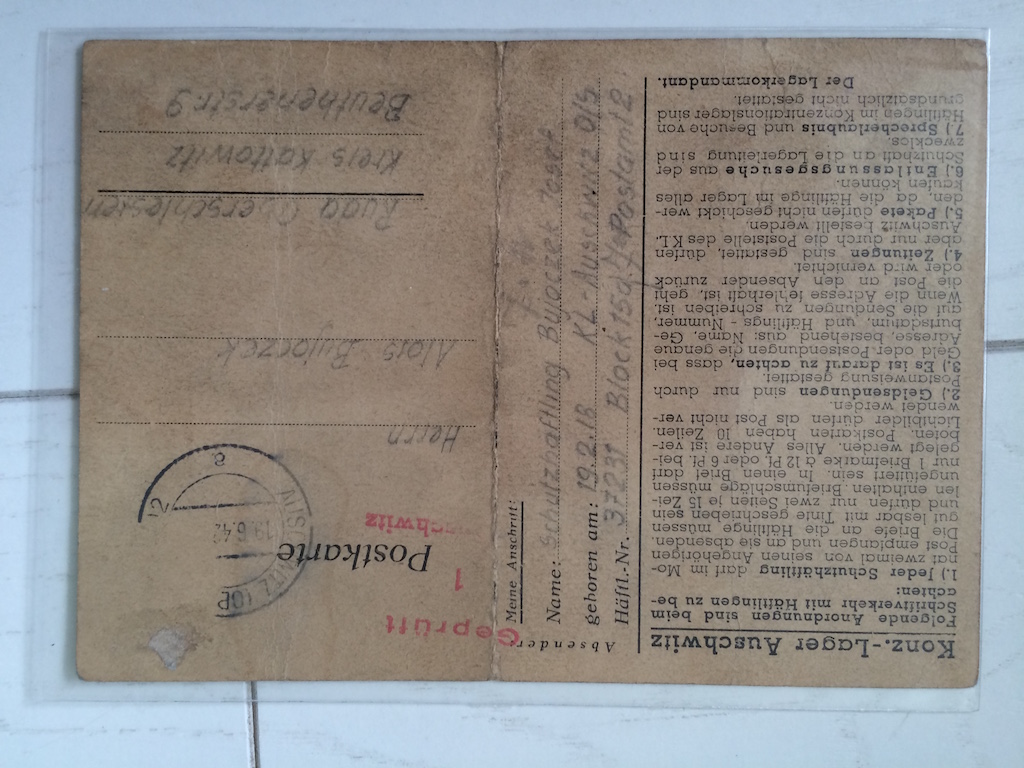 Konz.-Lager Auschwitz
Folgende Anordnungen sind beim
Schriftverkehr mit Häftlingen zu be-
achten:
1.) Jeder Schutzhäftling darf im Mo-
nat zweimal von seinen Angehörigen
Post empfangen und an sie absenden.
Die Briefe an die Häftlinge müssen
gut lesbar mit Tinte geschrieben sein
und dürfen nur zwei Seiten je 15 Zei-
len enthalten. Briefumschläge müssen
ungefüttert sein. In einen Brief darf
nur 1 Briefmarke à 12 Pf. oder 6 Pf. bei-
gelegt werden. Alles Andere ist ver-
boten. Postkarten haben 10 Zeilen.
Lichtbilder dürfen als Post nicht ver-
wendet werden.
2.) Geldsendungen sind nur durch
Postanweisung gestattet.
3.) Es ist darauf zu achten, dass bei
Geld oder Postsendungen die genaue
Adresse, bestehend aus: Name, Ge-
burtsdatum, und Häftlings-Nummer,
auf die Sendungen zu schreiben ist.
Wenn die Adresse fehlerhaft ist, geht
die Post an den Absender zurück
oder wird vernichtet.
4.) Zeitungen sind gestattet, dürfen
aber nur durch die Poststelle des K.L.
Auschwitz bestellt werden.
5.) Pakete dürfen nicht geschickt wer-
den, da die Häftlinge im Lager alles
kaufen können.
6.) Entlassungsgesuche aus der
Schutzhaft an die Lagerleitung sind
zwecklos.
7.) Sprecherlaubnis und Besuche von
Häftlingen im Konzentrationslager sind
grundsätzlich nicht gestattet.
Der Lagerkommandant.
Absender:
Meine Anschrift:
Name: Schutzhäftling Byloczek Josef
geboren am: 19.2.18 KL-Auschwitz O/S
Häftl.-Nr. 37231 Block 15a Postamt 2
Geprüft
1
schwitz
Postkarte
19.6.42
8
12
Herrn
Alois Byloczek
Ruda Oberschlesien
Kreis Kattowitz
Beuthenerstr. 9